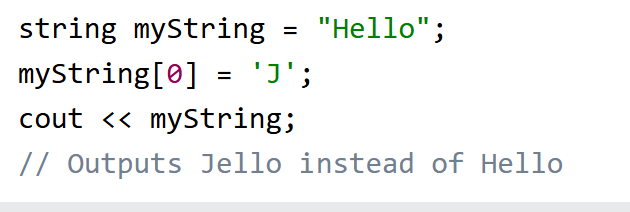 string myString = "Hello";
myString[0] = 'J';
cout << myString;
// Outputs Jello instead of Hello